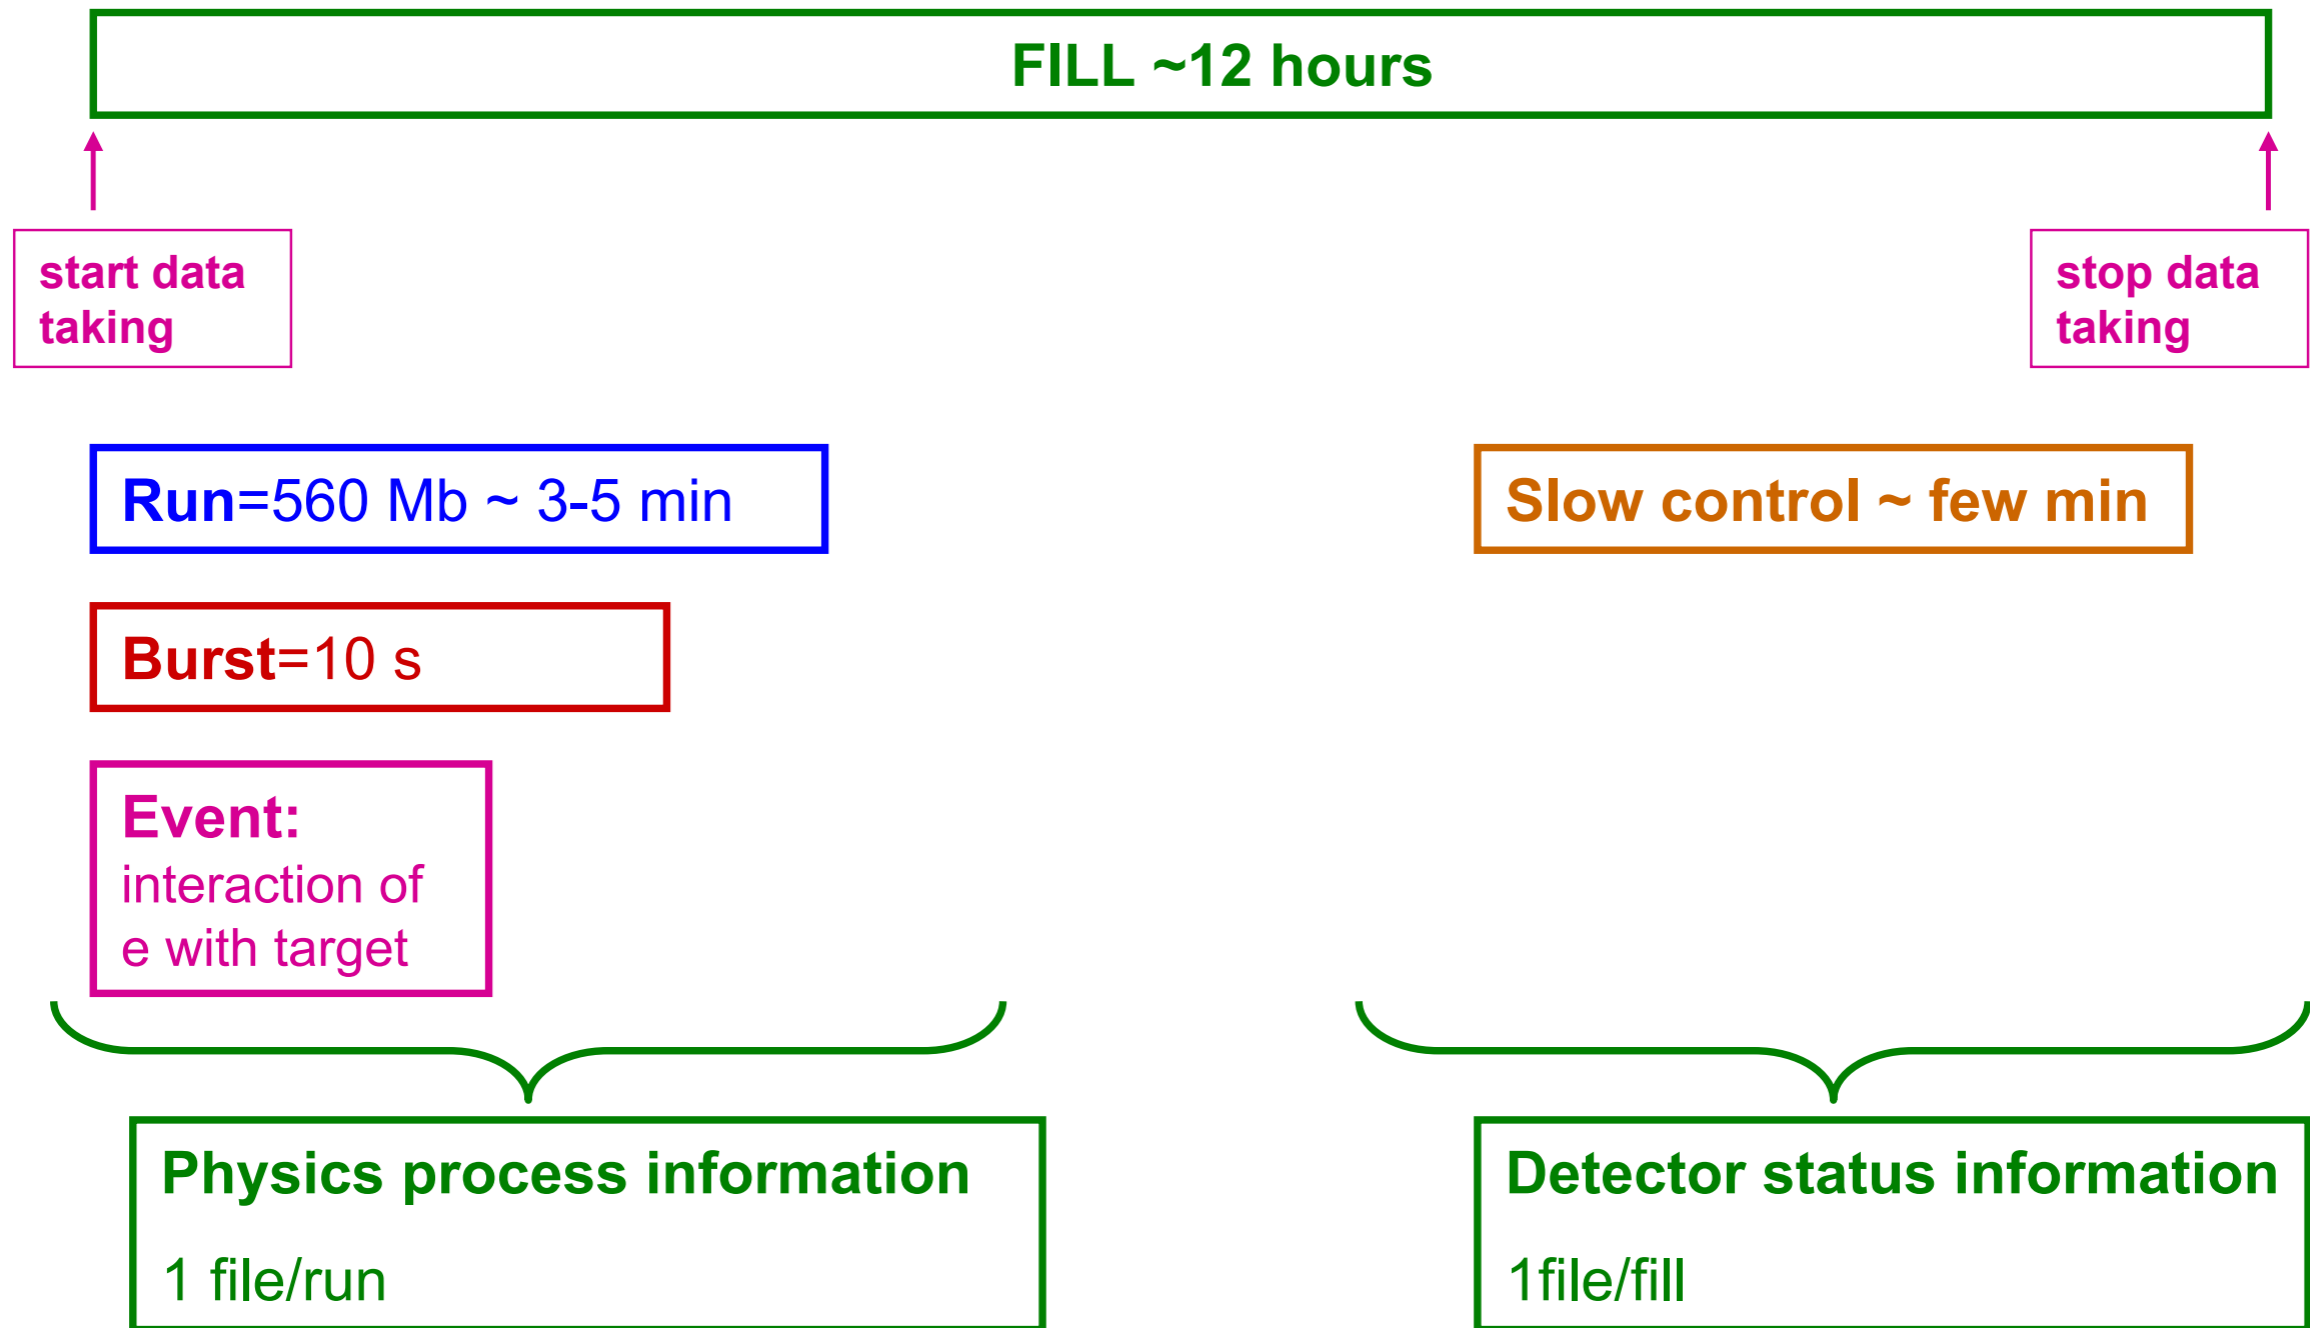 FILL ~12 hours
start data
taking
stop data
taking
Run=560 Mb ~ 3-5 min
Slow control ~ few min
Burst=10 s
Event:
interaction of
e with target
Physics process information
1 file/run
Detector status information
1file/fill